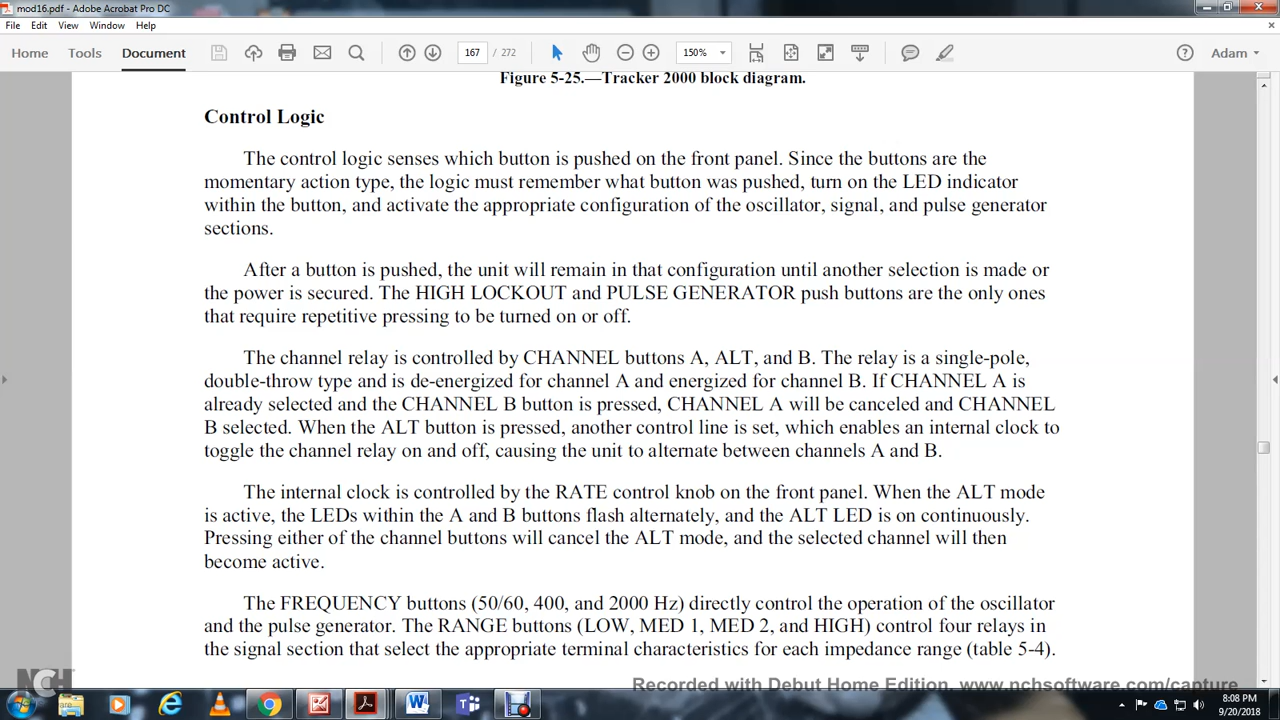 mod16.pdf - Adobe Acrobat Pro DC
File Edit View Window Help
Home Tools Document 167 / 272 150% Adam
Figure 5-25.—Tracker 2000 block diagram.
Control Logic
The control logic senses which button is pushed on the front panel. Since the buttons are the
momentary action type, the logic must remember what button was pushed, turn on the LED indicator
within the button, and activate the appropriate configuration of the oscillator, signal, and pulse generator
sections.
After a button is pushed, the unit will remain in that configuration until another selection is made or
the power is secured. The HIGH LOCKOUT and PULSE GENERATOR push buttons are the only ones
that require repetitive pressing to be turned on or off.
The channel relay is controlled by CHANNEL buttons A, ALT, and B. The relay is a single-pole,
double-throw type and is de-energized for channel A and energized for channel B. If CHANNEL A is
already selected and the CHANNEL B button is pressed, CHANNEL A will be canceled and CHANNEL
B selected. When the ALT button is pressed, another control line is set, which enables an internal clock to
toggle the channel relay on and off, causing the unit to alternate between channels A and B.
The internal clock is controlled by the RATE control knob on the front panel. When the ALT mode
is active, the LEDs within the A and B buttons flash alternately, and the ALT LED is on continuously.
Pressing either of the channel buttons will cancel the ALT mode, and the selected channel will then
become active.
The FREQUENCY buttons (50/60, 400, and 2000 Hz) directly control the operation of the oscillator
and the pulse generator. The RANGE buttons (LOW, MED 1, MED 2, and HIGH) control four relays in
the signal section that select the appropriate terminal characteristics for each impedance range (table 5-4).
NCH
Recorded with Debut Home Edition. www.nchsoftware.com/capture
8:08 PM
9/20/2018